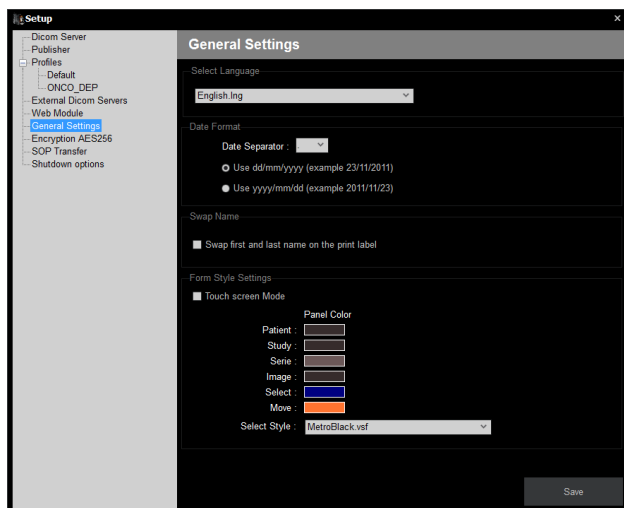 Setup
x
Dicom Server
Publisher
Profiles
Default
ONCO_DEP
External Dicom Servers
Web Module
General Settings
Encryption AES256
SOP Transfer
Shutdown options
General Settings
Select Language
English.lng
Date Format
Date Separator : .
Use dd/mm/yyyy (example 23/11/2011)
Use yyyy/mm/dd (example 2011/11/23)
Swap Name
Swap first and last name on the print label
Form Style Settings
Touch screen Mode
Panel Color
Patient :
Study :
Serie :
Image :
Select :
Move :
Select Style : MetroBlack.vsf
Save